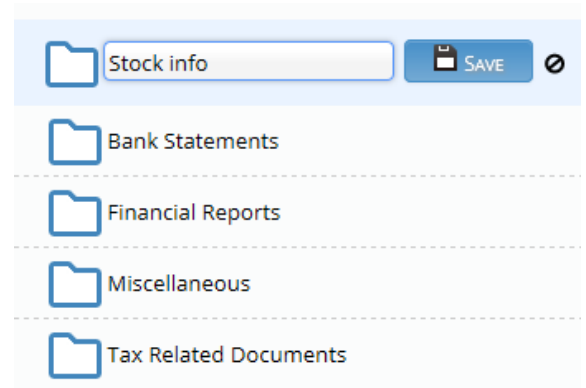 Stock info SAVE
Bank Statements
Financial Reports
Miscellaneous
Tax Related Documents